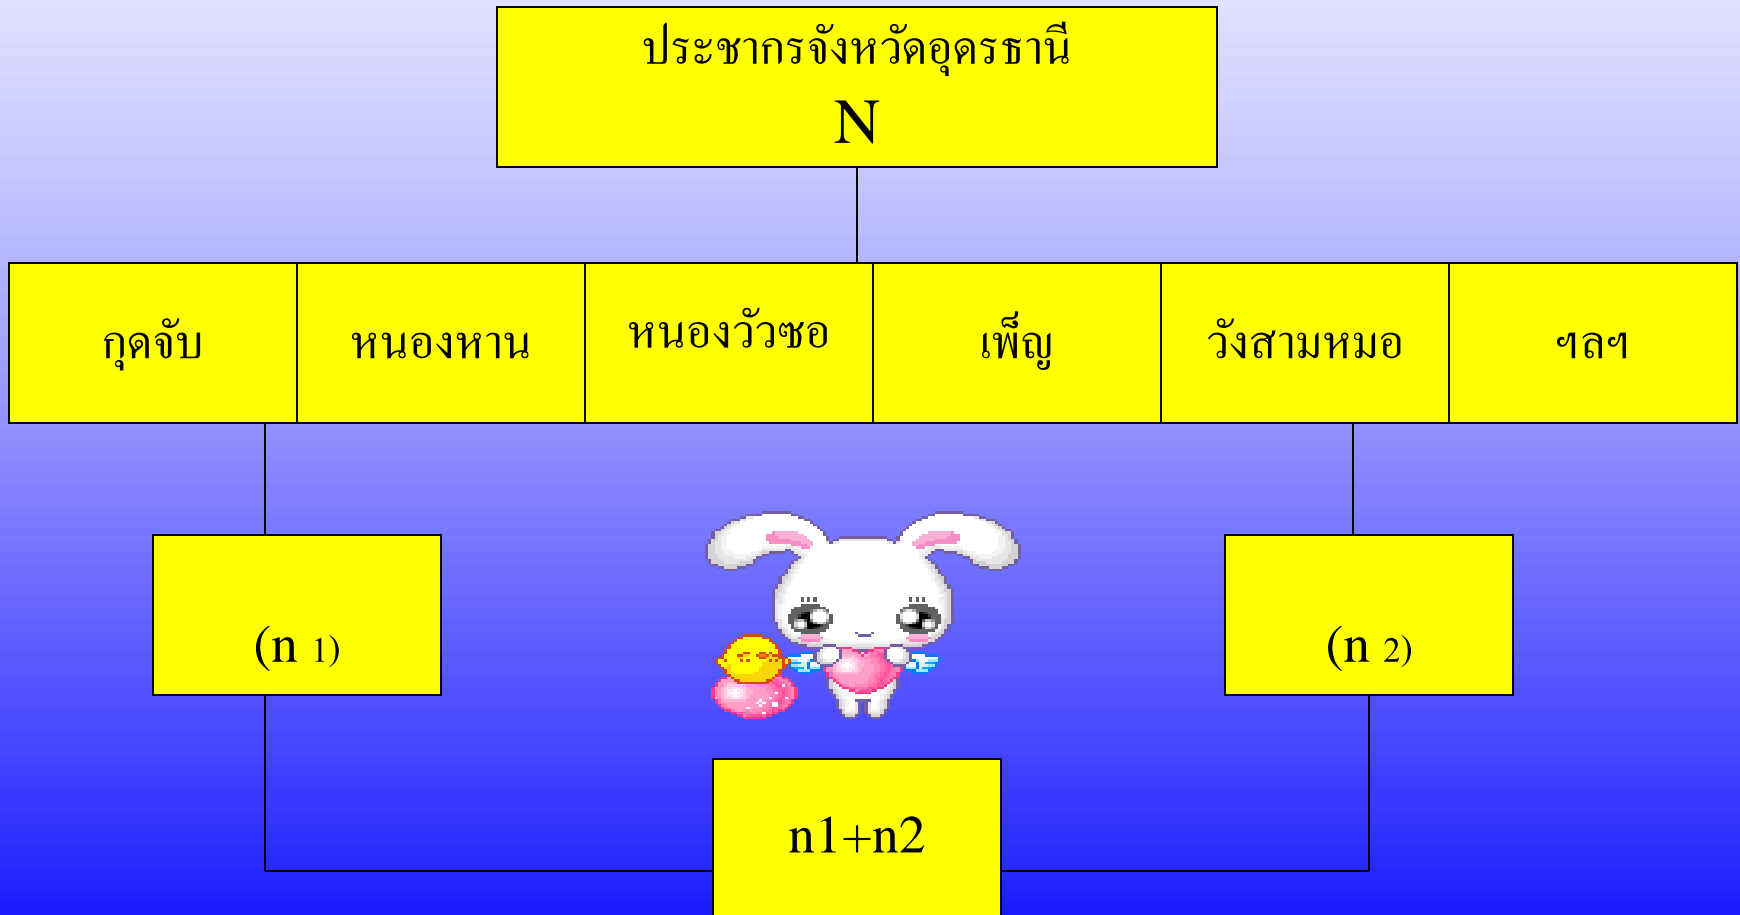 ประชากรจังหวัดอุดรธานี
N
กุดจับ
หนองหาน
หนองวัวซอ
เพ็ญ
วังสามหมอ
ฯลฯ
(n 1)
(n 2)
n1+n2